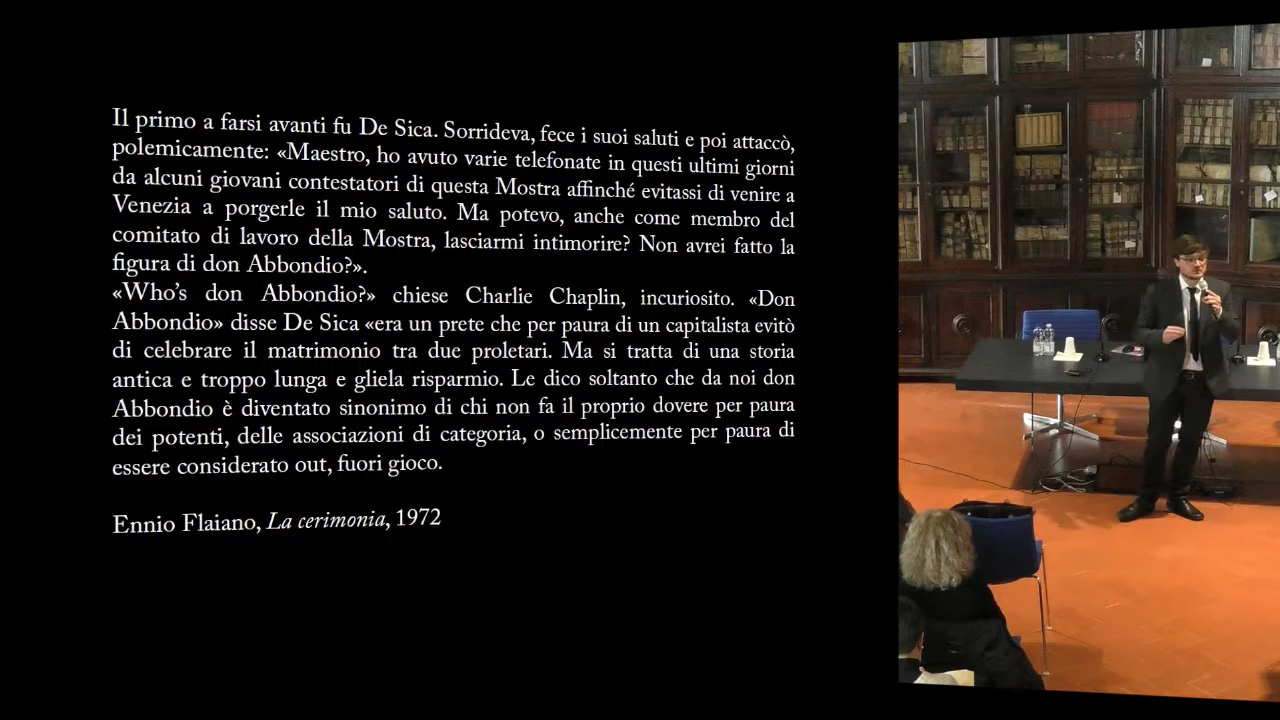 Il primo a farsi avanti fu De Sica. Sorrideva, fece i suoi saluti e poi attaccò,
polemicamente: «Maestro, ho avuto varie telefonate in questi ultimi giorni
da alcuni giovani contestatori di questa Mostra affinché evitassi di venire a
Venezia a porgerle il mio saluto. Ma potevo, anche come membro del
comitato di lavoro della Mostra, lasciarmi intimorire? Non avrei fatto la
figura di don Abbondio?».
«Who's don Abbondio?» chiese Charlie Chaplin, incuriosito. «Don
Abbondio» disse De Sica «era un prete che per paura di un capitalista evitò
di celebrare il matrimonio tra due proletari. Ma si tratta di una storia
antica e troppo lunga e gliela risparmio. Le dico soltanto che da noi don
Abbondio è diventato sinonimo di chi non fa il proprio dovere per paura
dei potenti, delle associazioni di categoria, o semplicemente per paura di
essere considerato out, fuori gioco.
Ennio Flaiano, La cerimonia, 1972